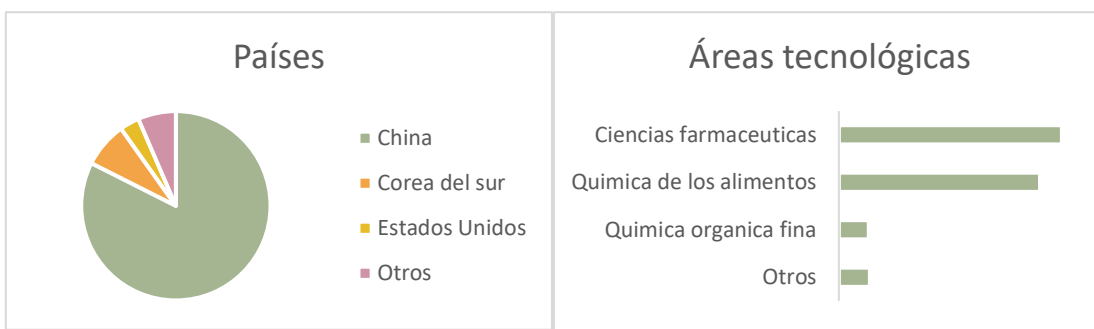 Países
China
Corea del sur
Estados Unidos
Otros
Áreas tecnológicas
Ciencias farmaceuticas
Quimica de los alimentos
Quimica organica fina
Otros